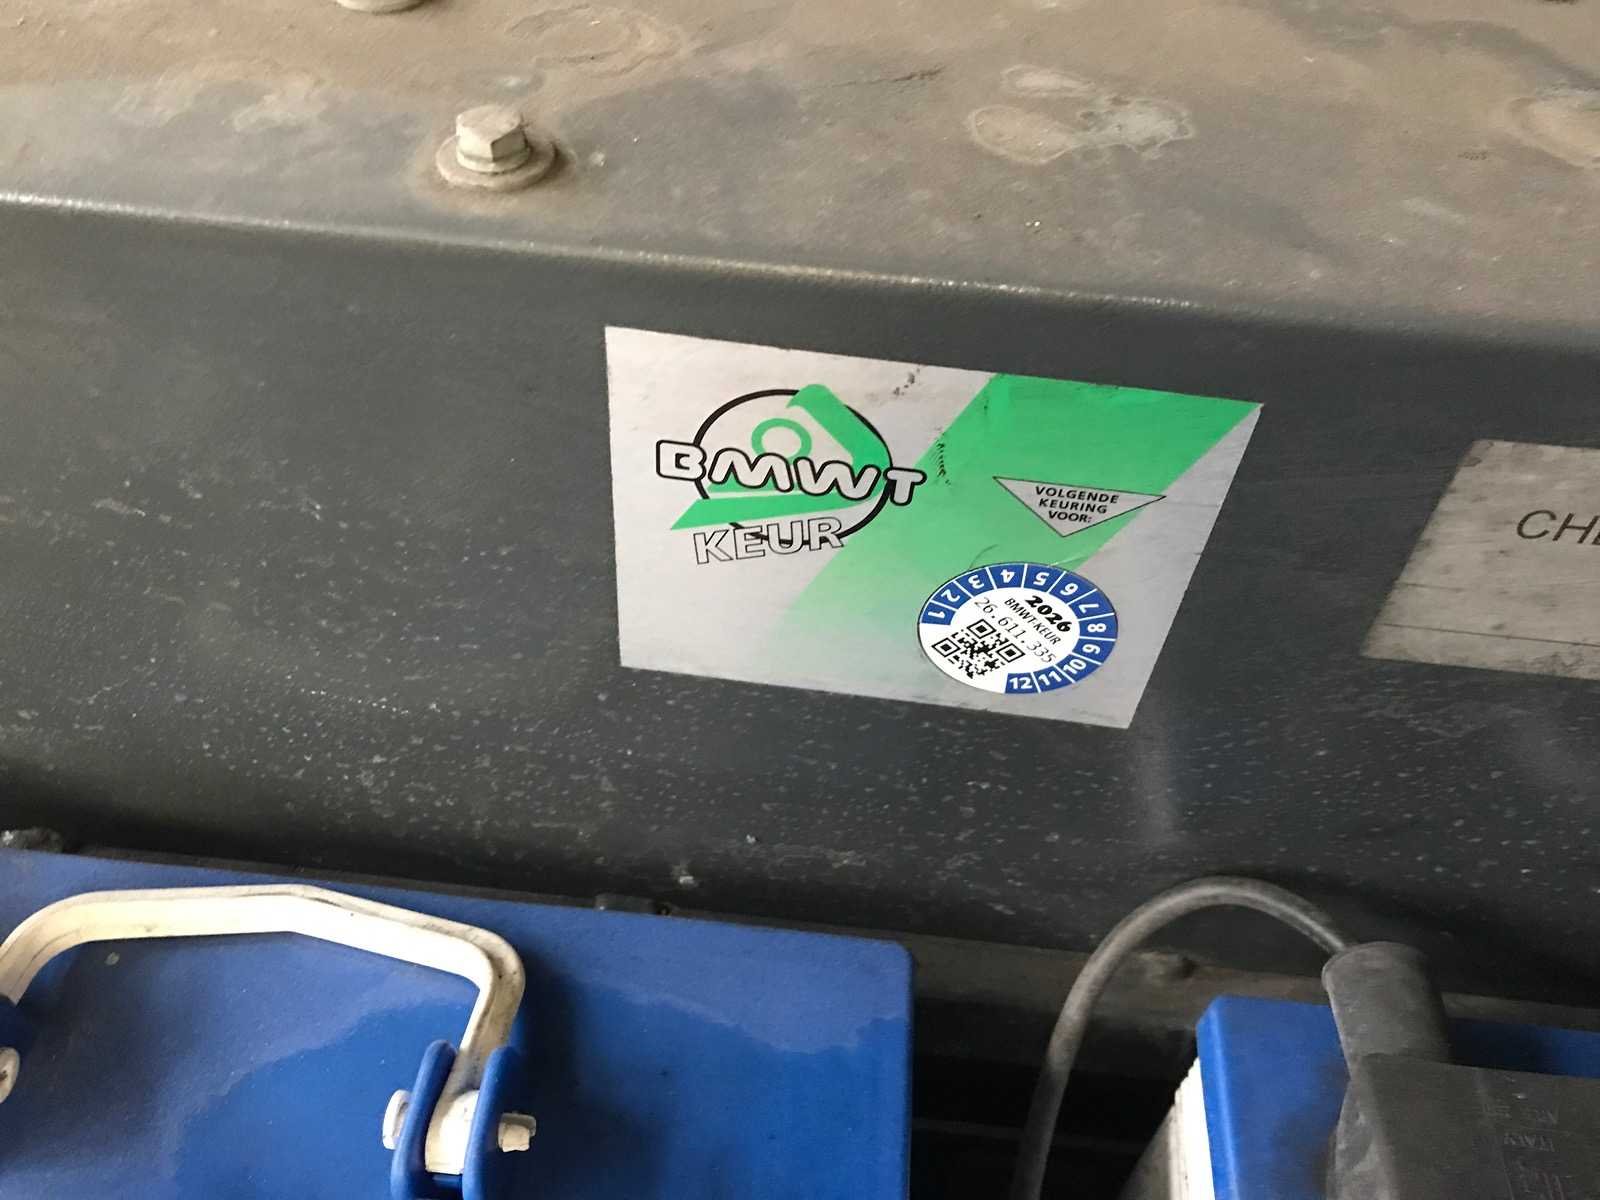 BMWT
KEUR
VOLGENDE
KEURING
VOOR:
1 2 3 4 5 6 7 8 9 10 11 12
2026
BMWT-KEUR
26.611.335
ITALY